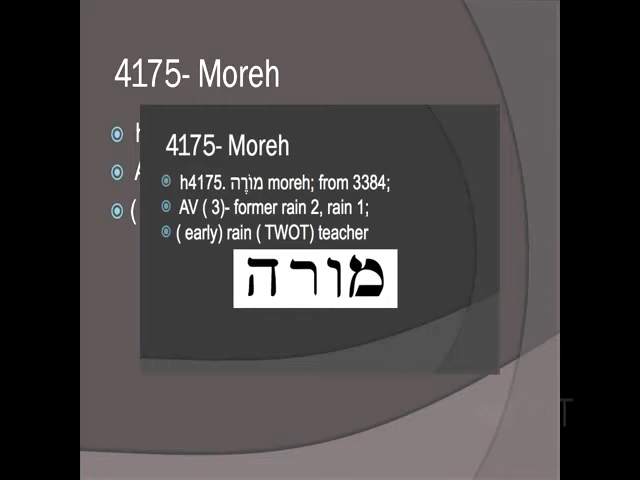 4175- Moreh
4175- Moreh
h4175. מוֹרֶה moreh; from 3384;
AV ( 3)- former rain 2, rain 1;
( early) rain ( TWOT) teacher
מורה